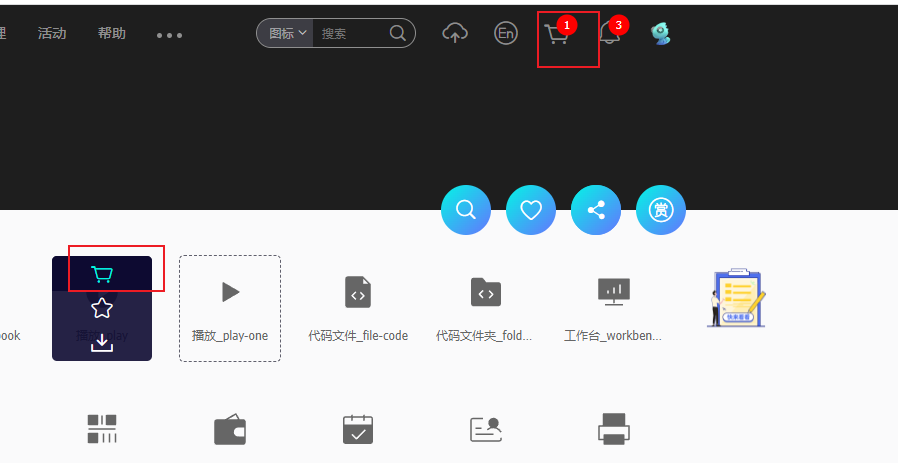 理 活动 帮助
图标 搜索
En 1 3
赏
book 播放_play 播放_play-one 代码文件_file-code 代码文件夹_fold... 工作台_workben...
快来看看